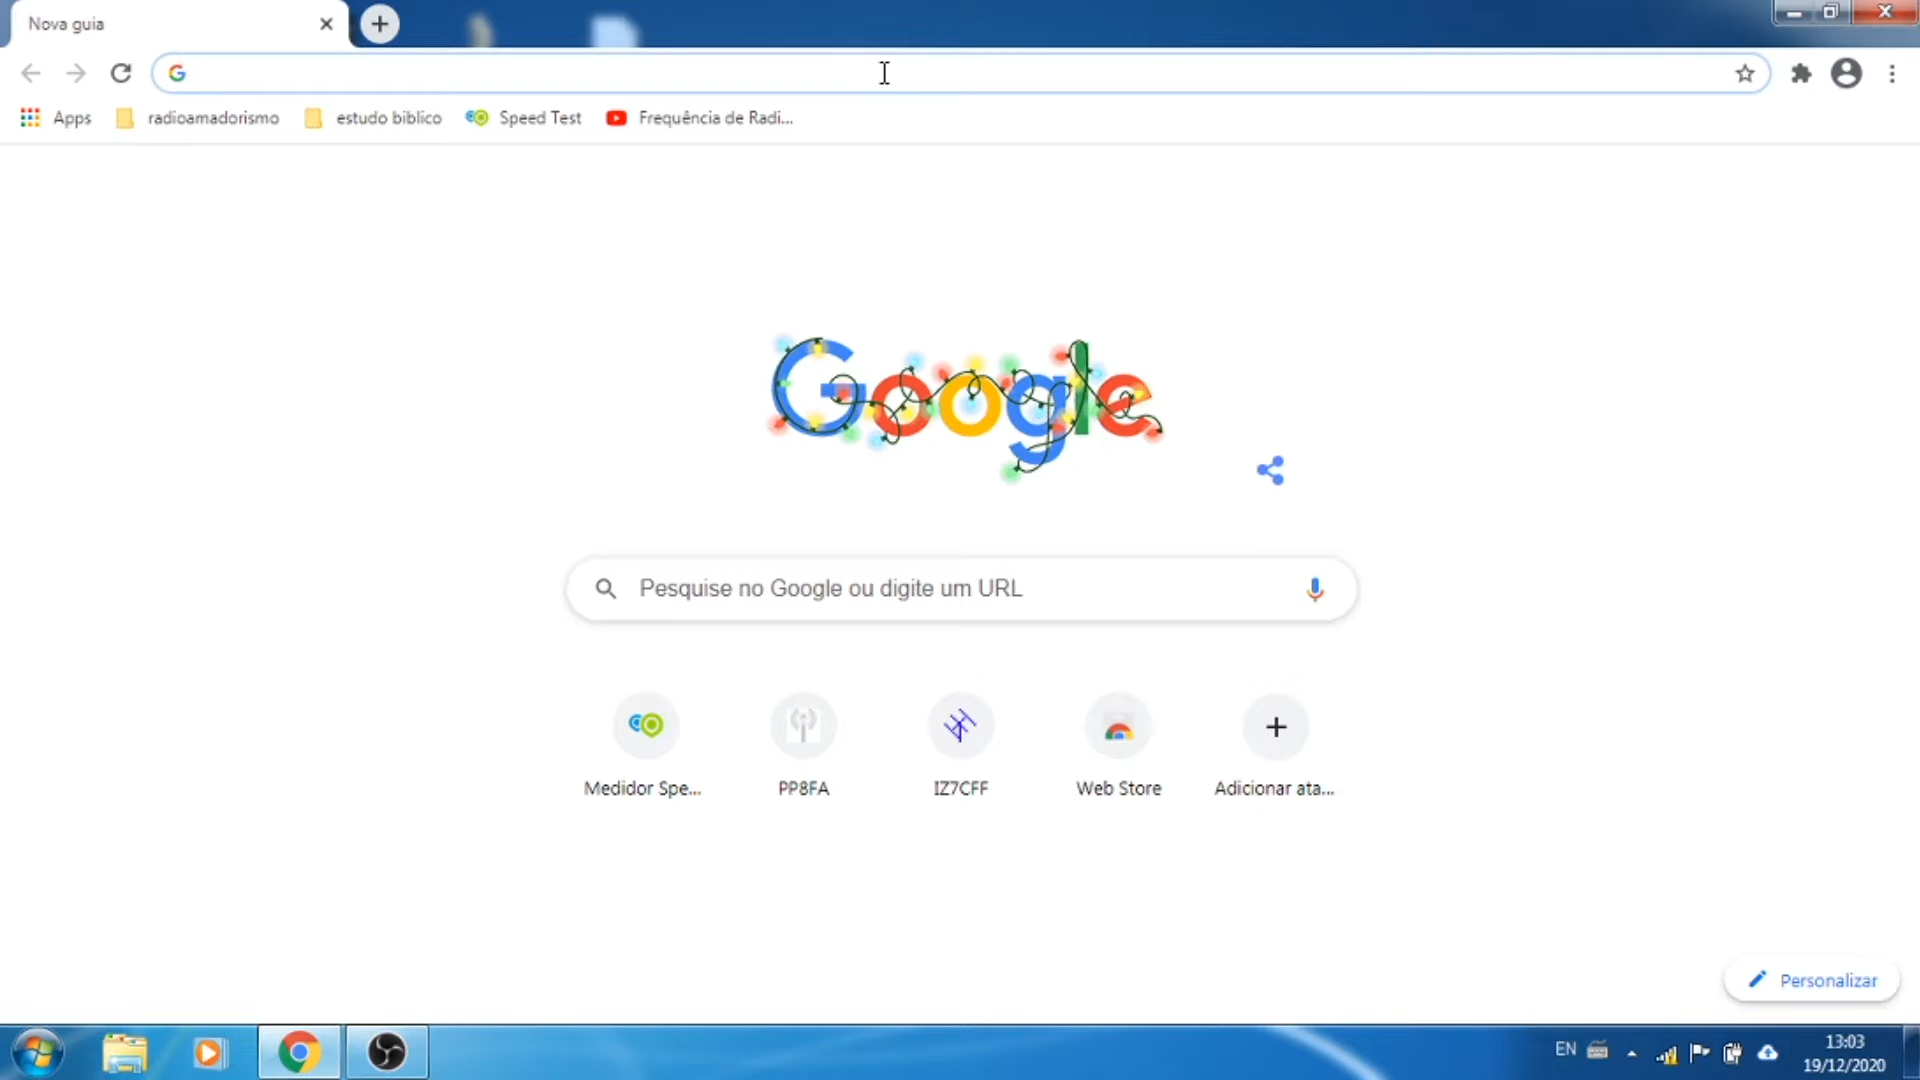 Nova guia
Apps radioamadorismo estudo biblico Speed Test Frequência de Radi...
Google
Pesquise no Google ou digite um URL
Medidor Spe... PP8FA IZ7CFF Web Store Adicionar ata...
Personalizar
EN 13:03
19/12/2020